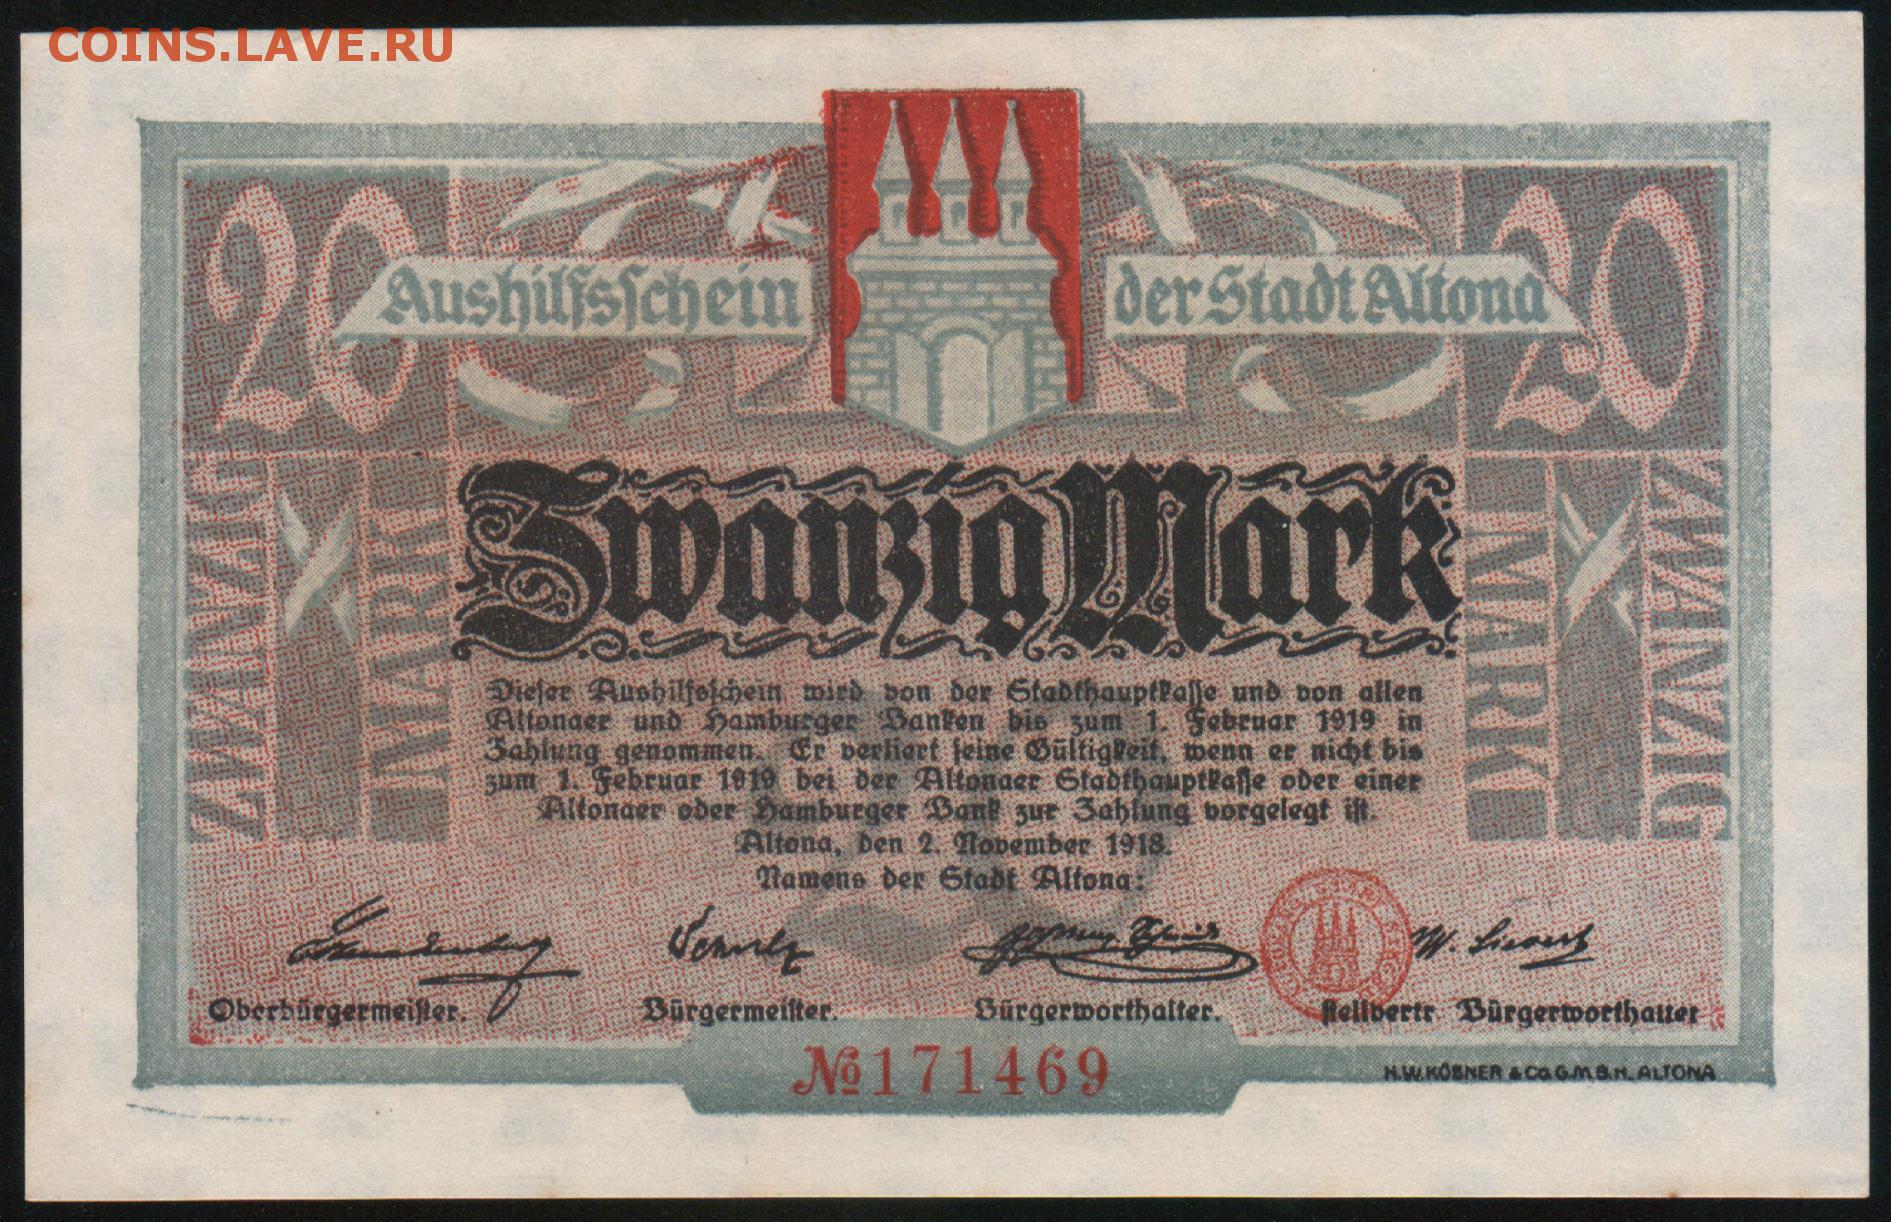 COINS.LAVE.RU
20
20
Aushilfsschein der Stadt Altona
ZWANZIG
MARK
Zwanzig Mark
MARK
ZWANZIG
Dieser Aushilfsschein wird von der Stadthauptkasse und von allen
Altonaer und Hamburger Banken bis zum 1. Februar 1919 in
Zahlung genommen. Er verliert seine Gültigkeit, wenn er nicht bis
zum 1. Februar 1919 bei der Altonaer Stadthauptkasse oder einer
Altonaer oder Hamburger Bank zur Zahlung vorgelegt ist.
Altona, den 2. November 1918.
Namens der Stadt Altona:
Schulz
W. Sievert
Oberbürgermeister. Bürgermeister. Bürgerworthalter. stellvertr. Bürgerworthalter
№171469
H.W. KÖBNER & CO. G.M.B.H. ALTONA